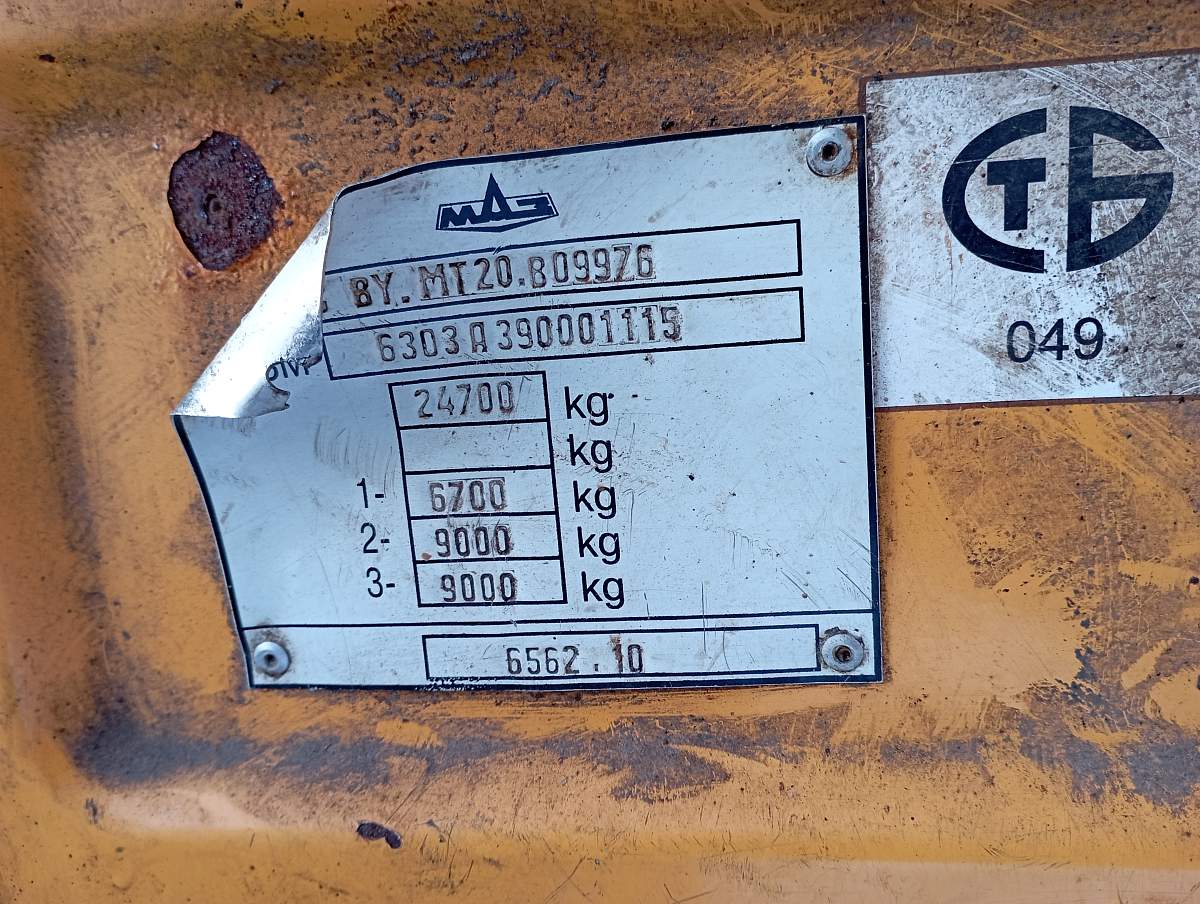 МАЗ
BY.MT20.B09976
6303A390001115
24700 kg
kg
1- 6700 kg
2- 9000 kg
3- 9000 kg
6562.10
СТБ
049